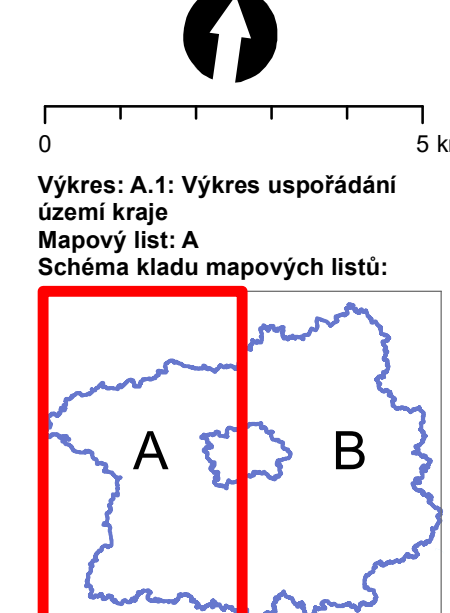 0 5 k
Výkres: A.1: Výkres uspořádání
území kraje
Mapový list: A
Schéma kladu mapových listů:
A B